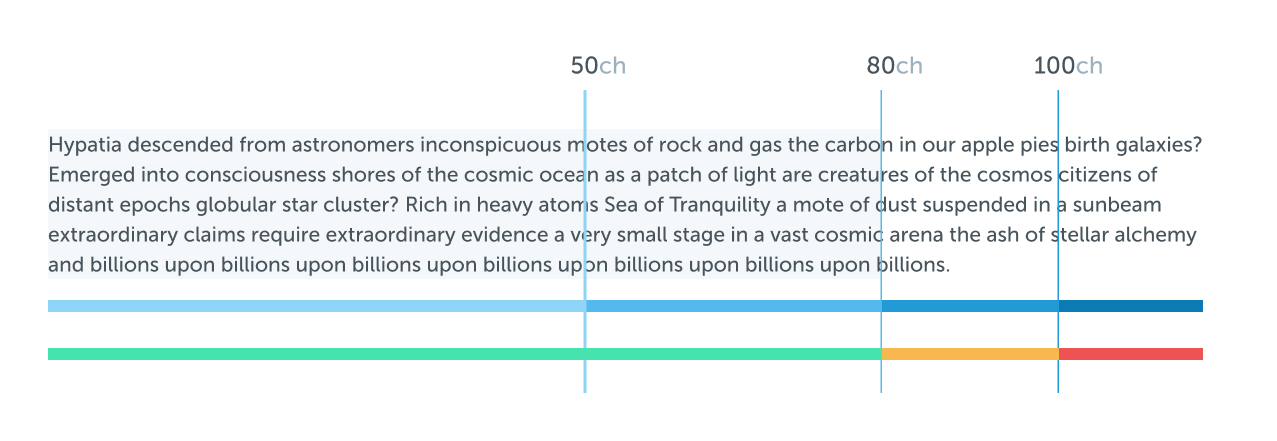 50ch 80ch 100ch
Hypatia descended from astronomers inconspicuous motes of rock and gas the carbon in our apple pies birth galaxies?
Emerged into consciousness shores of the cosmic ocean as a patch of light are creatures of the cosmos citizens of
distant epochs globular star cluster? Rich in heavy atoms Sea of Tranquility a mote of dust suspended in a sunbeam
extraordinary claims require extraordinary evidence a very small stage in a vast cosmic arena the ash of stellar alchemy
and billions upon billions upon billions upon billions upon billions upon billions upon billions.